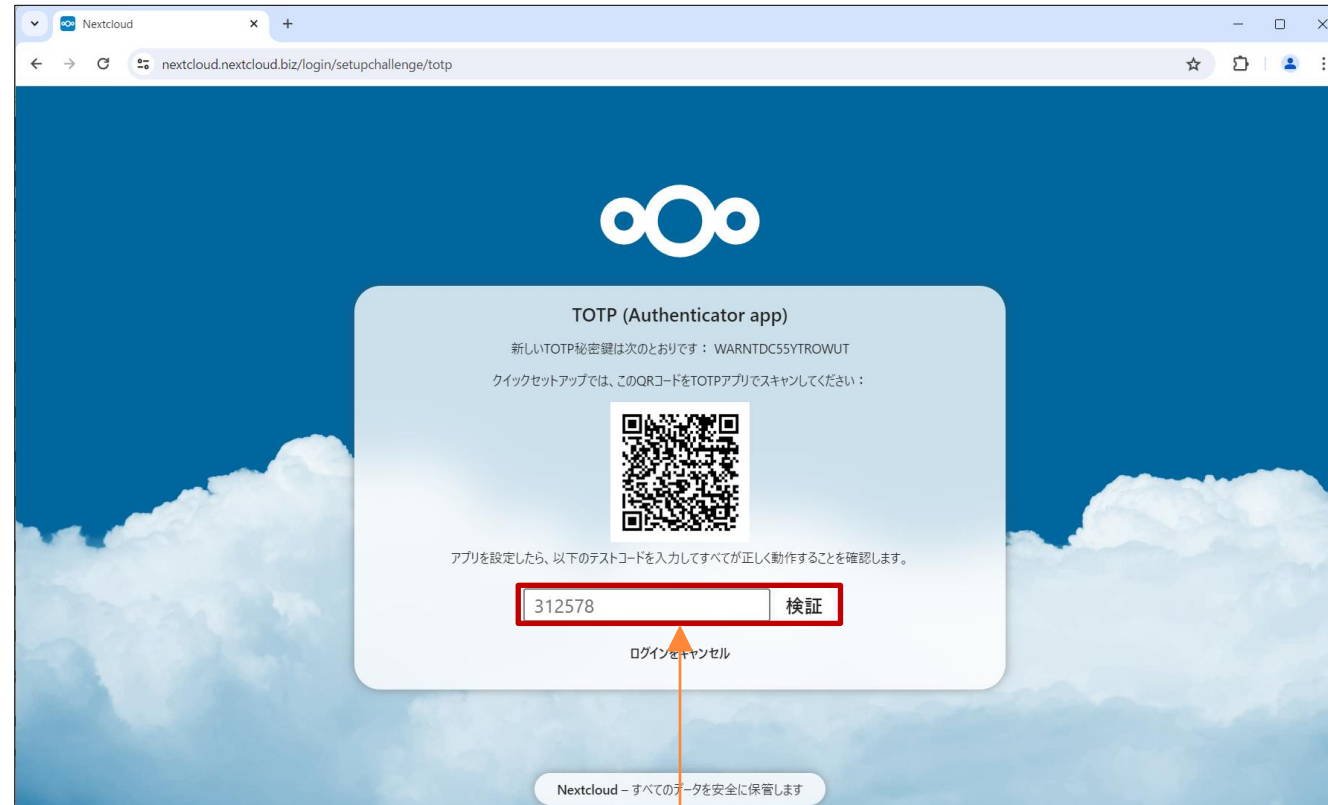 Nextcloud
nextcloud.nextcloud.biz/login/setupchallenge/totp
TOTP (Authenticator app)
新しいTOTP秘密鍵は次のとおりです： WARNTDC55YTROWUT
クイックセットアップでは、このQRコードをTOTPアプリでスキャンしてください：
アプリを設定したら、以下のテストコードを入力してすべてが正しく動作することを確認します。
312578 検証
ログインをキャンセル
Nextcloud – すべてのデータを安全に保管します